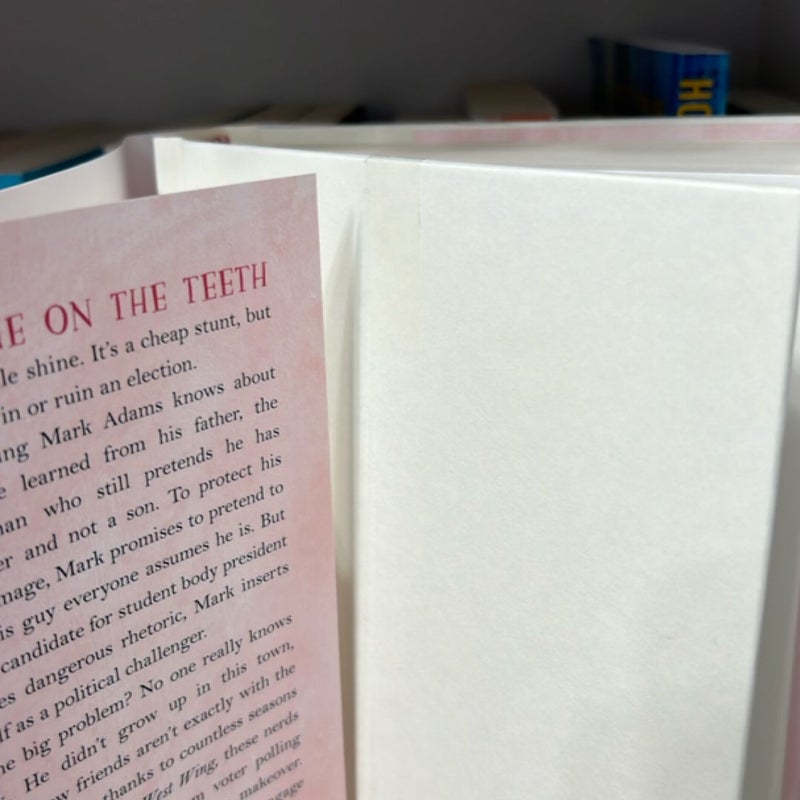 OH
ON THE TEETH
le shine. It's a cheap stunt, but
in or ruin an election.
ing Mark Adams knows about
e learned from his father, the
man who still pretends he has
er and not a son. To protect his
mage, Mark promises to pretend to
is guy everyone assumes he is. But
candidate for student body president
es dangerous rhetoric, Mark inserts
lf as a political challenger.
he big problem? No one really knows
He didn't grow up in this town,
w friends aren't exactly with the
thanks to countless seasons
West Wing, these nerds
m voter polling
makeover.
ngage